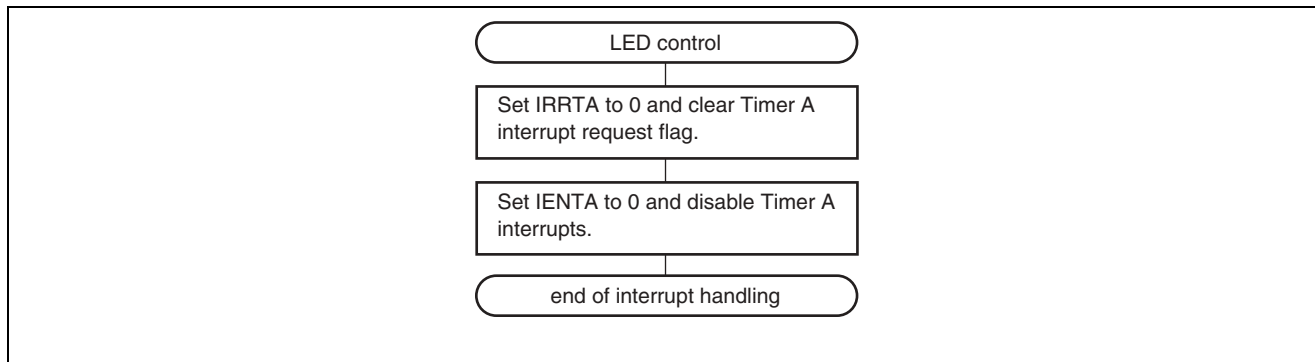 LED control
Set IRRTA to 0 and clear Timer A
interrupt request flag.
Set IENTA to 0 and disable Timer A
interrupts.
end of interrupt handling